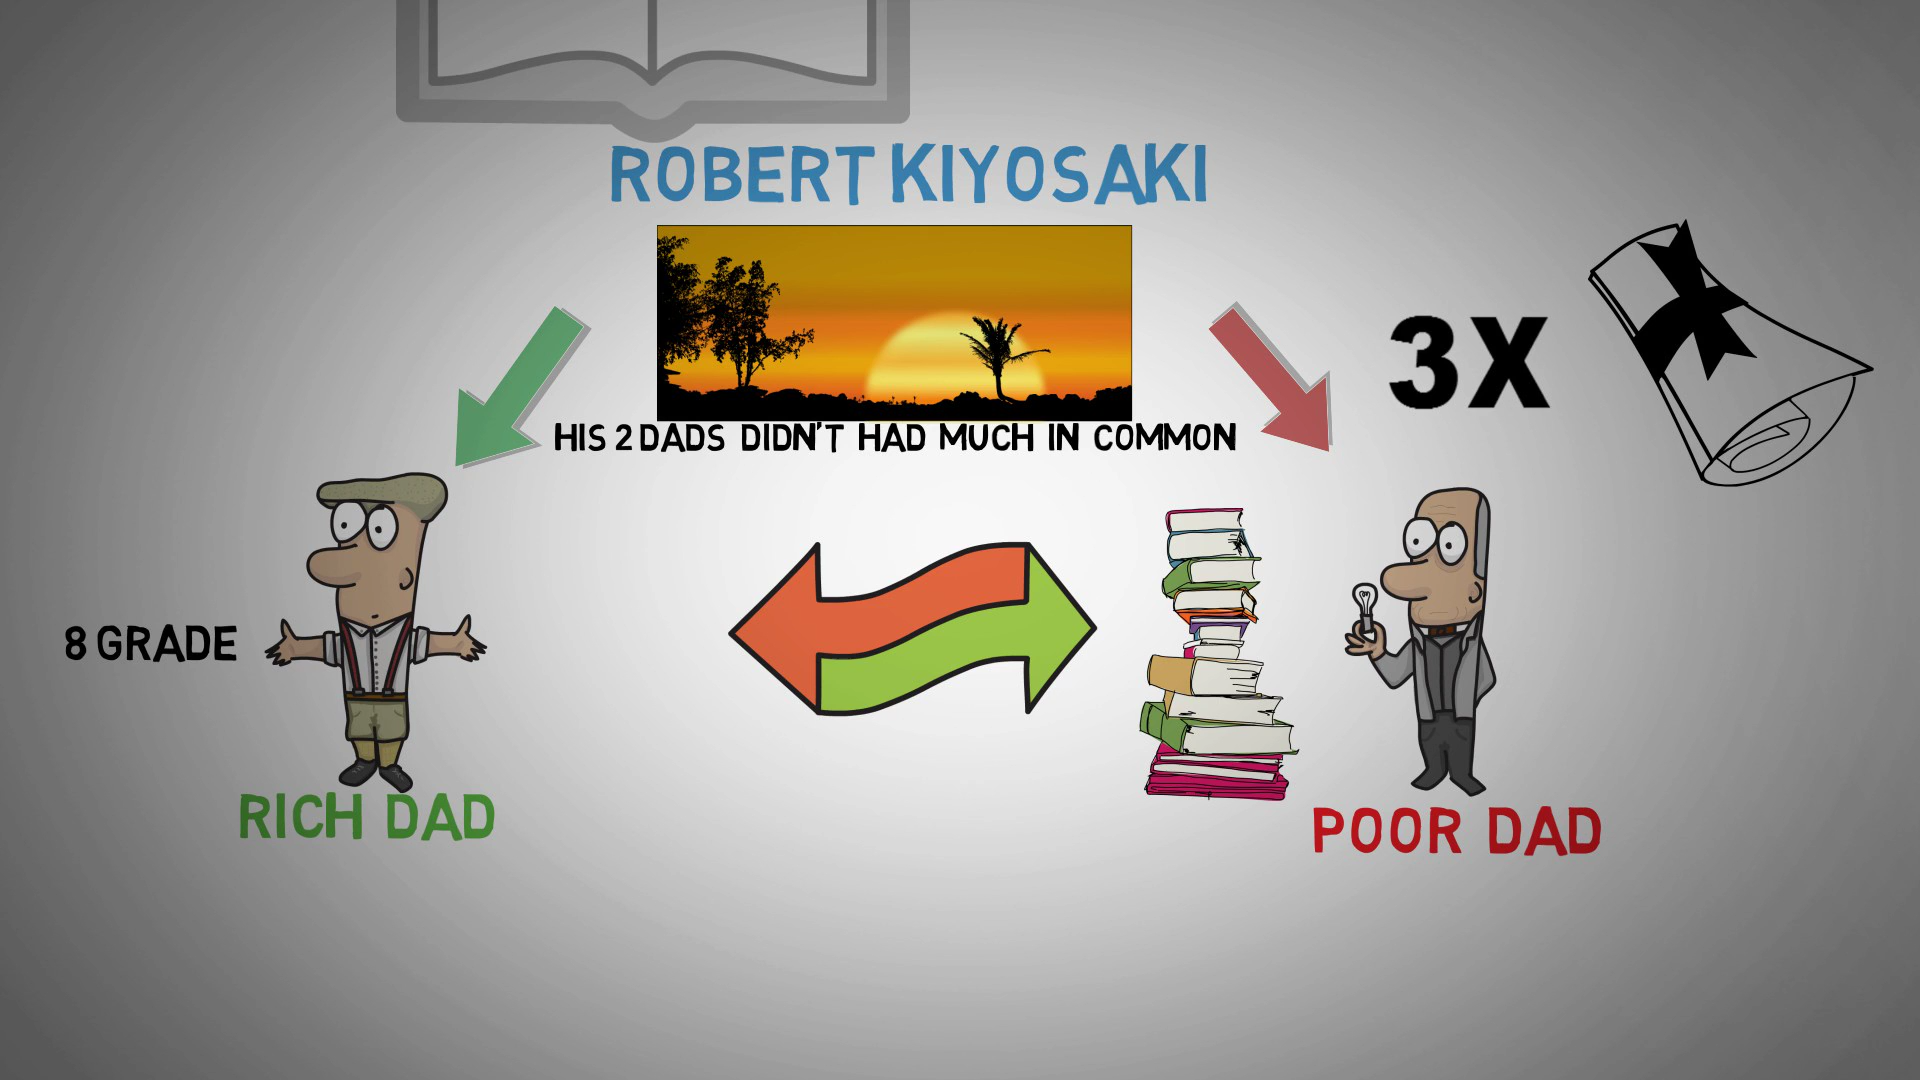 ROBERT KIYOSAKI
3X
HIS 2 DADS DIDN'T HAD MUCH IN COMMON
8 GRADE
RICH DAD
POOR DAD